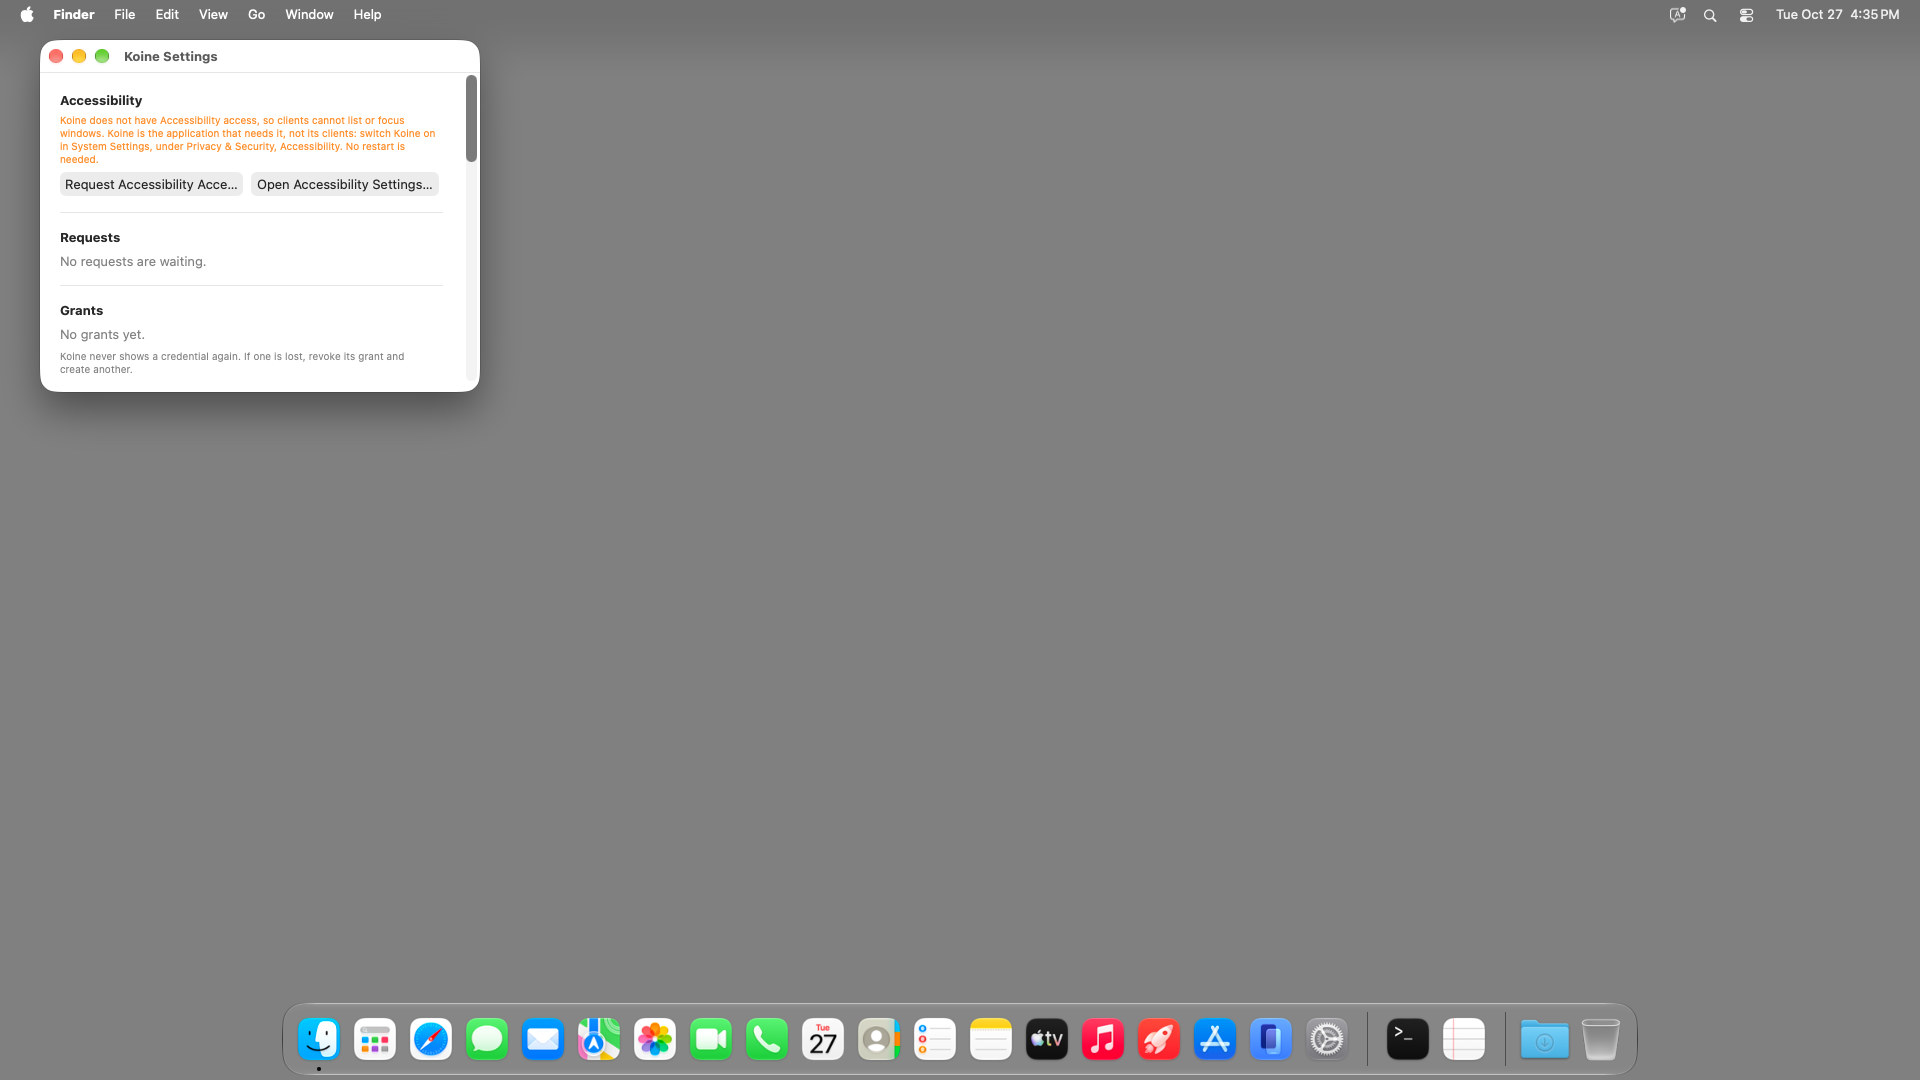 Finder File Edit View Go Window Help
Tue Oct 27 4:35 PM
Koine Settings
Accessibility
Koine does not have Accessibility access, so clients cannot list or focus
windows. Koine is the application that needs it, not its clients: switch Koine on
in System Settings, under Privacy & Security, Accessibility. No restart is
needed.
Request Accessibility Acce... Open Accessibility Settings...
Requests
No requests are waiting.
Grants
No grants yet.
Koine never shows a credential again. If one is lost, revoke its grant and
create another.
Tue
27
tv
>_